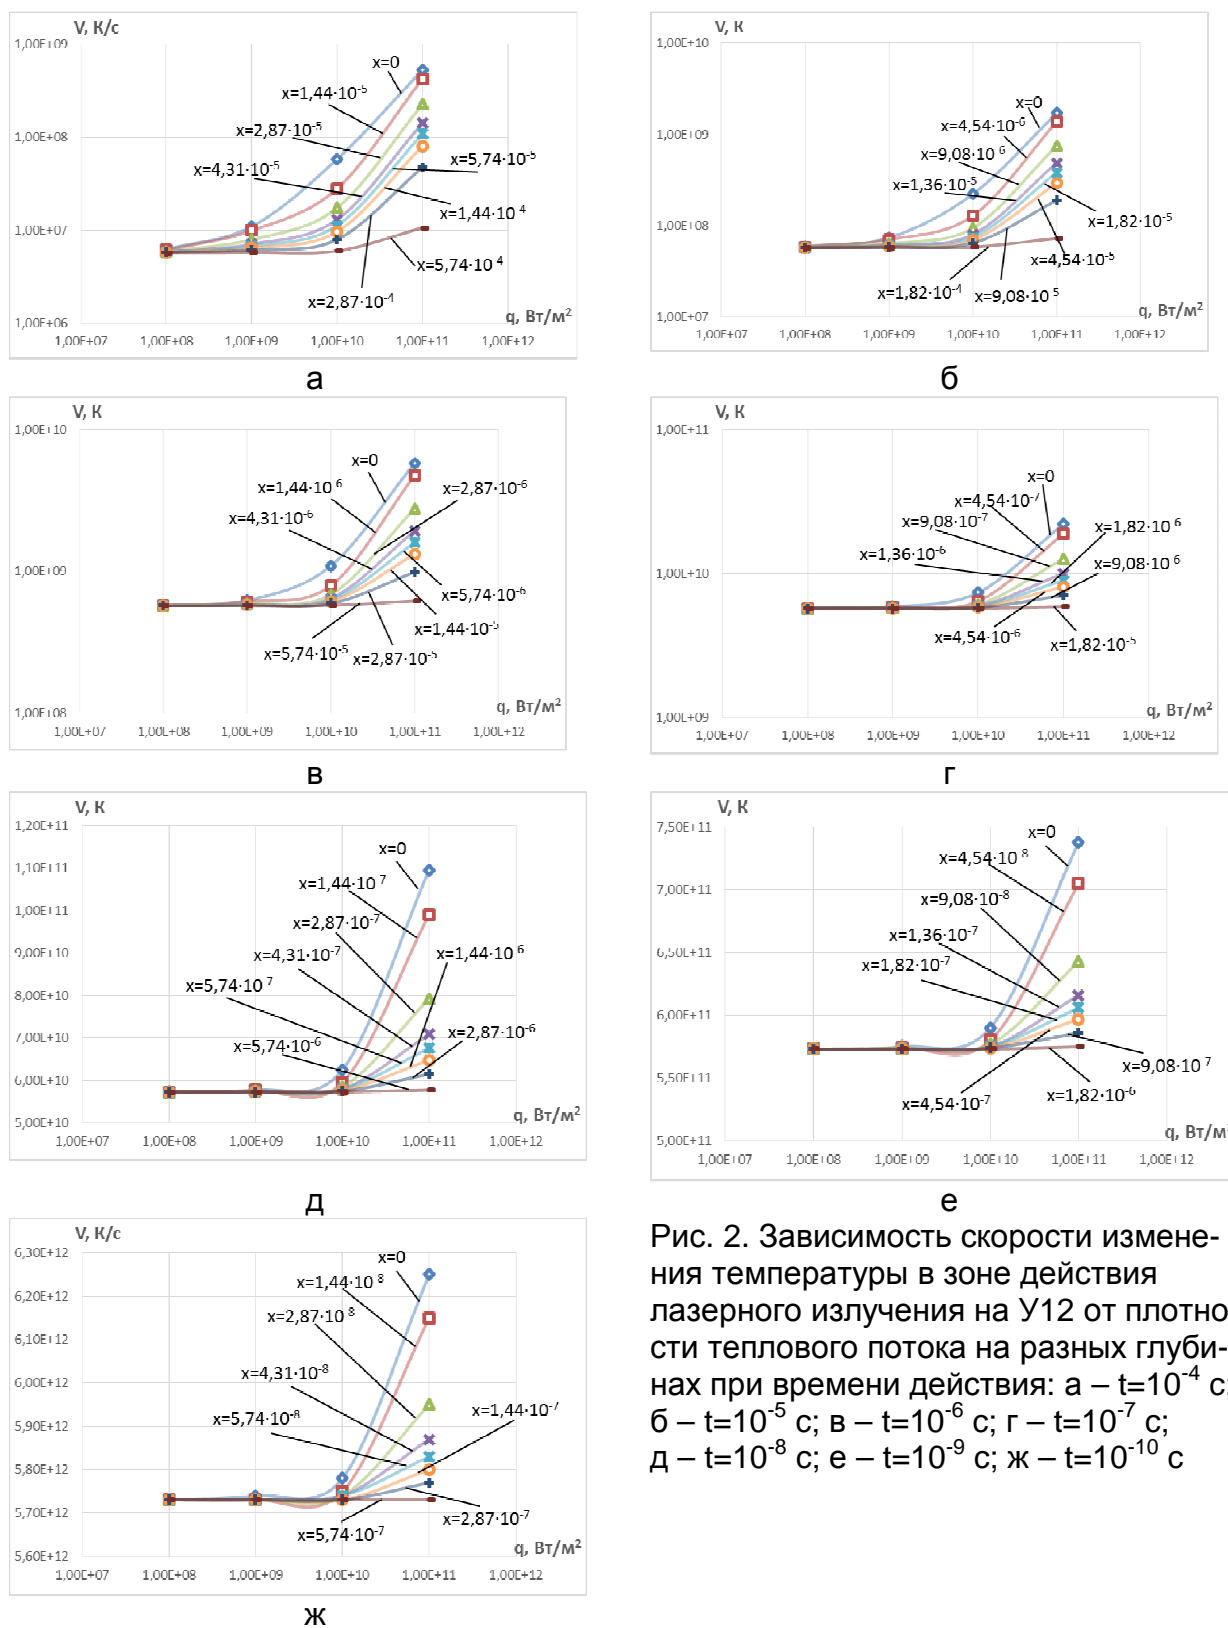 V, К/с
1,00E+09
1,00E+08
1,00E+07
1,00E+06
x=0
x=1,44·10⁻⁵
x=2,87·10⁻⁵
x=4,31·10⁻⁵
x=5,74·10⁻⁵
x=1,44·10 ⁴
x=5,74·10 ⁴
x=2,87·10⁻⁴
q, Вт/м²
1,00E+07 1,00E+08 1,00E+09 1,00E+10 1,00E+11 1,00E+12
а
V, К
1,00E+10
1,00E+09
1,00E+08
1,00E+07
x=0
x=4,54·10⁻⁶
x=9,08·10 ⁶
x=1,36·10⁻⁵
x=1,82·10⁻⁵
x=4,54·10⁻⁵
x=1,82·10⁻⁴
x=9,08·10 ⁵
q, Вт/м²
1,00E+07 1,00E+08 1,00E+09 1,00E+10 1,00E+11 1,00E+12
б
V, К
1,00E+10
1,00E+09
1,00E+08
x=0
x=1,44·10 ⁶
x=2,87·10⁻⁶
x=4,31·10⁻⁶
x=5,74·10⁻⁶
x=1,44·10⁻⁵
x=5,74·10⁻⁵
x=2,87·10⁻⁵
q, Вт/м²
1,00E+07 1,00E+08 1,00E+09 1,00E+10 1,00E+11 1,00E+12
в
V, К
1,00E+11
1,00E+10
1,00E+09
x=0
x=4,54·10⁻⁷
x=9,08·10⁻⁷
x=1,82·10 ⁶
x=1,36·10⁻⁶
x=9,08·10 ⁶
x=4,54·10⁻⁶
x=1,82·10⁻⁵
q, Вт/м²
1,00E+07 1,00E+08 1,00E+09 1,00E+10 1,00E+11 1,00E+12
г
V, К
1,20E+11
1,10E+11
1,00E+11
9,00E+10
8,00E+10
7,00E+10
6,00E+10
5,00E+10
x=0
x=1,44·10 ⁷
x=2,87·10⁻⁷
x=4,31·10⁻⁷
x=1,44·10 ⁶
x=5,74·10 ⁷
x=2,87·10⁻⁶
x=5,74·10⁻⁶
q, Вт/м²
1,00E+07 1,00E+08 1,00E+09 1,00E+10 1,00E+11 1,00E+12
д
V, К
7,50E+11
7,00E+11
6,50E+11
6,00E+11
5,50E+11
5,00E+11
x=0
x=4,54·10 ⁸
x=9,08·10⁻⁸
x=1,36·10⁻⁷
x=1,82·10⁻⁷
x=9,08·10 ⁷
x=1,82·10⁻⁶
x=4,54·10⁻⁷
q, Вт/м²
1,00E+07 1,00E+08 1,00E+09 1,00E+10 1,00E+11 1,00E+12
е
V, К/с
6,30E+12
6,20E+12
6,10E+12
6,00E+12
5,90E+12
5,80E+12
5,70E+12
5,60E+12
x=0
x=1,44·10 ⁸
x=2,87·10 ⁸
x=4,31·10⁻⁸
x=1,44·10⁻⁷
x=5,74·10⁻⁸
x=2,87·10⁻⁷
x=5,74·10⁻⁷
q, Вт/м²
1,00E+07 1,00E+08 1,00E+09 1,00E+10 1,00E+11 1,00E+12
ж
Рис. 2. Зависимость скорости измене-
ния температуры в зоне действия
лазерного излучения на У12 от плотно
сти теплового потока на разных глуби-
нах при времени действия: а – t=10⁻⁴ с;
б – t=10⁻⁵ с; в – t=10⁻⁶ с; г – t=10⁻⁷ с;
д – t=10⁻⁸ с; е – t=10⁻⁹ с; ж – t=10⁻¹⁰ с